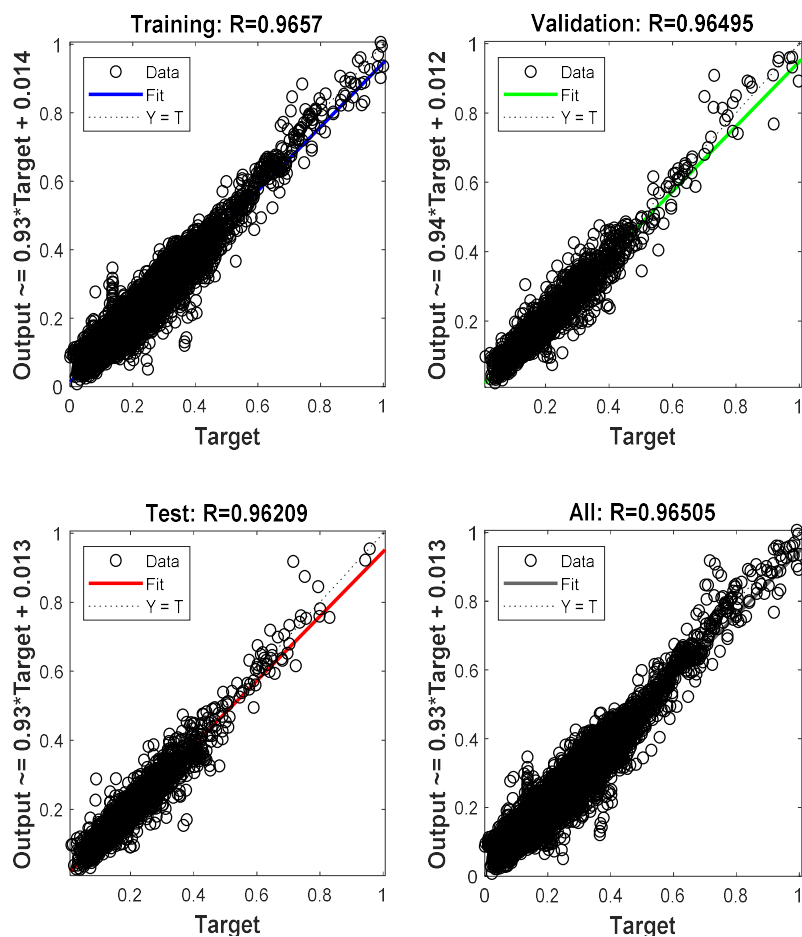 Training: R=0.9657
Output ~= 0.93*Target + 0.014
1
0.8
0.6
0.4
0.2
0
Data
Fit
Y = T
0 0.2 0.4 0.6 0.8 1
Target
Validation: R=0.96495
Output ~= 0.94*Target + 0.012
1
0.8
0.6
0.4
0.2
Data
Fit
Y = T
0.2 0.4 0.6 0.8 1
Target
Test: R=0.96209
Output ~= 0.93*Target + 0.013
1
0.8
0.6
0.4
0.2
Data
Fit
Y = T
0.2 0.4 0.6 0.8 1
Target
All: R=0.96505
Output ~= 0.93*Target + 0.013
1
0.8
0.6
0.4
0.2
0
Data
Fit
Y = T
0 0.2 0.4 0.6 0.8 1
Target